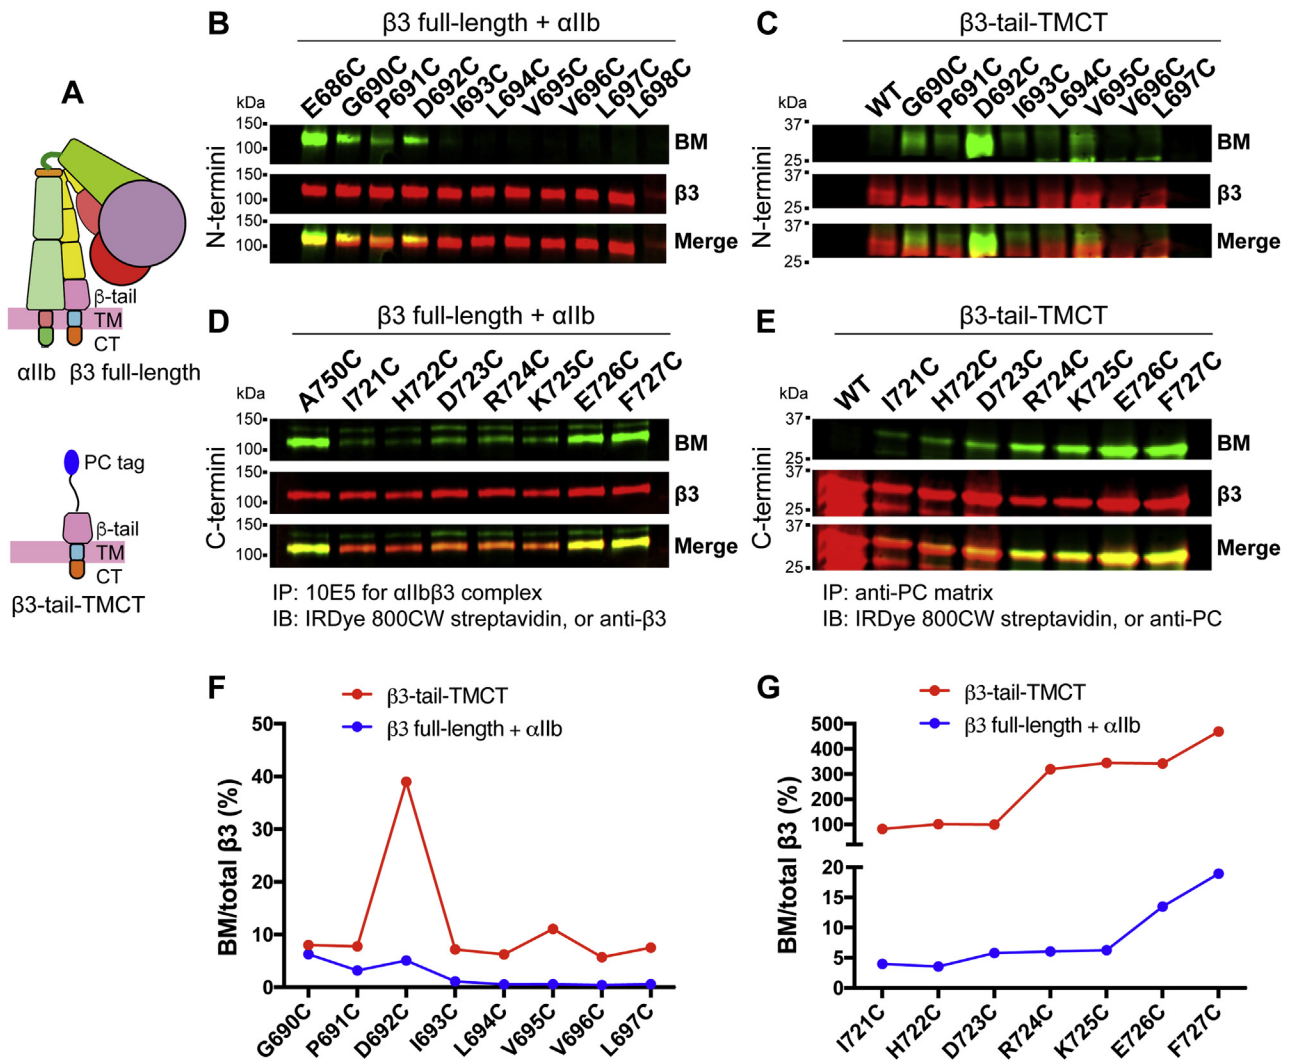 A
β-tail
TM
CT
αIIb β3 full-length
PC tag
β-tail
TM
CT
β3-tail-TMCT
B
β3 full-length + αIIb
E686C G690C P691C D692C I693C L694C V695C V696C L697C L698C
kDa
N-termini
150
100
BM
150
100
β3
150
100
Merge
C
β3-tail-TMCT
WT G690C P691C D692C I693C L694C V695C V696C L697C
kDa
N-termini
37
25
BM
37
25
β3
37
25
Merge
D
β3 full-length + αIIb
A750C I721C H722C D723C R724C K725C E726C F727C
kDa
C-termini
150
100
BM
150
100
β3
150
100
Merge
IP: 10E5 for αIIbβ3 complex
IB: IRDye 800CW streptavidin, or anti-β3
E
β3-tail-TMCT
WT I721C H722C D723C R724C K725C E726C F727C
kDa
C-termini
37
25
BM
37
25
β3
37
25
Merge
IP: anti-PC matrix
IB: IRDye 800CW streptavidin, or anti-PC
F
β3-tail-TMCT
β3 full-length + αIIb
BM/total β3 (%)
50
40
30
20
10
0
G690C P691C D692C I693C L694C V695C V696C L697C
G
β3-tail-TMCT
β3 full-length + αIIb
BM/total β3 (%)
500
400
300
200
100
20
15
10
5
0
I721C H722C D723C R724C K725C E726C F727C